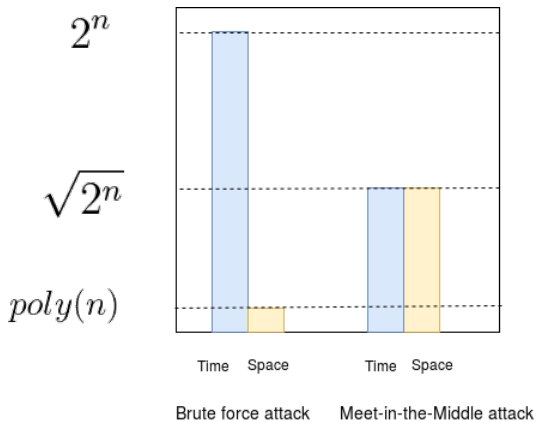 2^n
√2^n
poly(n)
Time Space Time Space
Brute force attack Meet-in-the-Middle attack